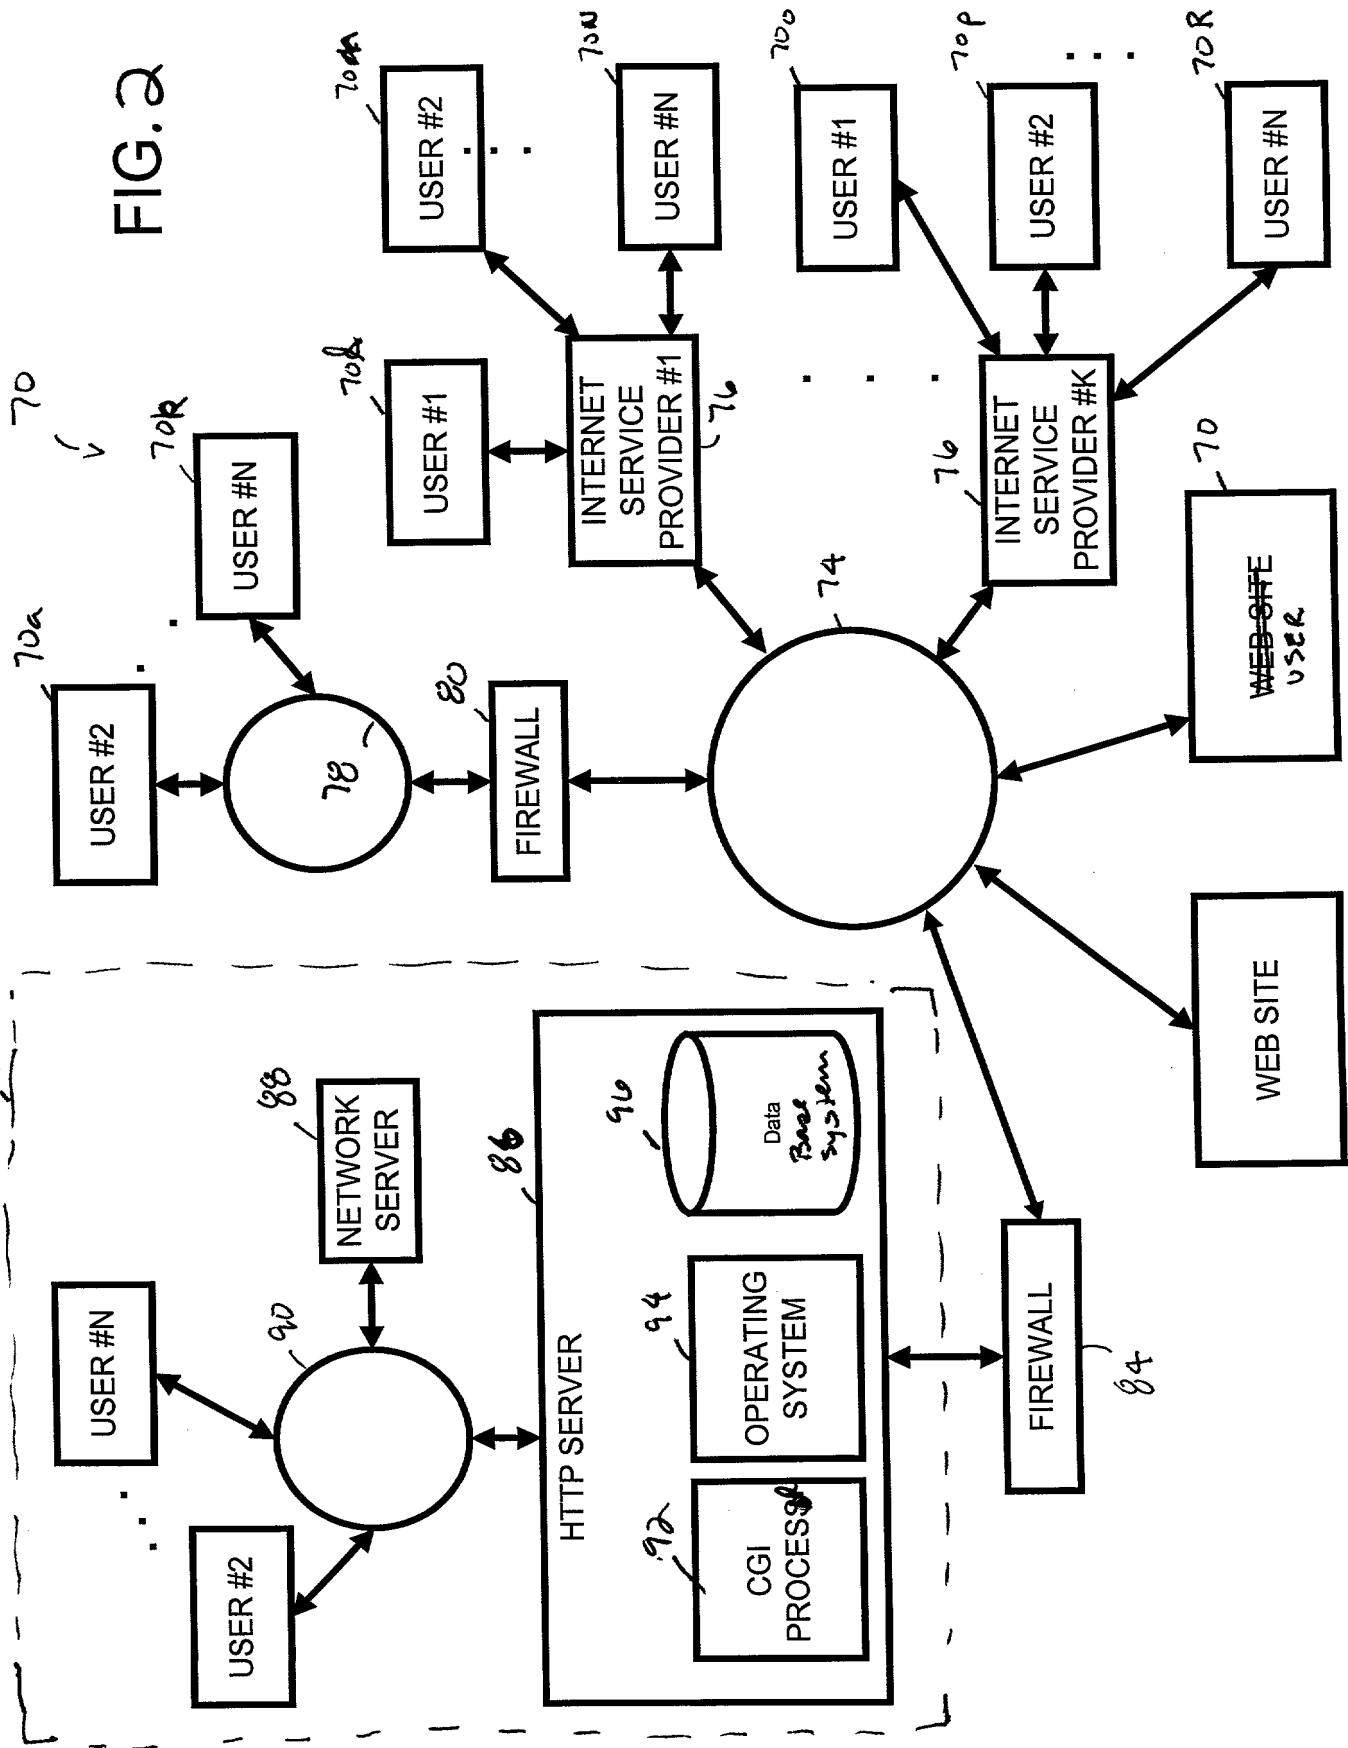 FIG. 2
70
70a
USER #2
70k
USER #N
78
80
FIREWALL
USER #1
USER #2
70N
USER #N
INTERNET
SERVICE
PROVIDER #1
76
70o
USER #1
70p
USER #2
70R
USER #N
76
INTERNET
SERVICE
PROVIDER #K
74
70
WEB SITE
USER
WEB SITE
FIREWALL
84
USER #2
USER #N
90
88
NETWORK
SERVER
86
HTTP SERVER
92
CGI
94
OPERATING
SYSTEM
96
Data
Base
System